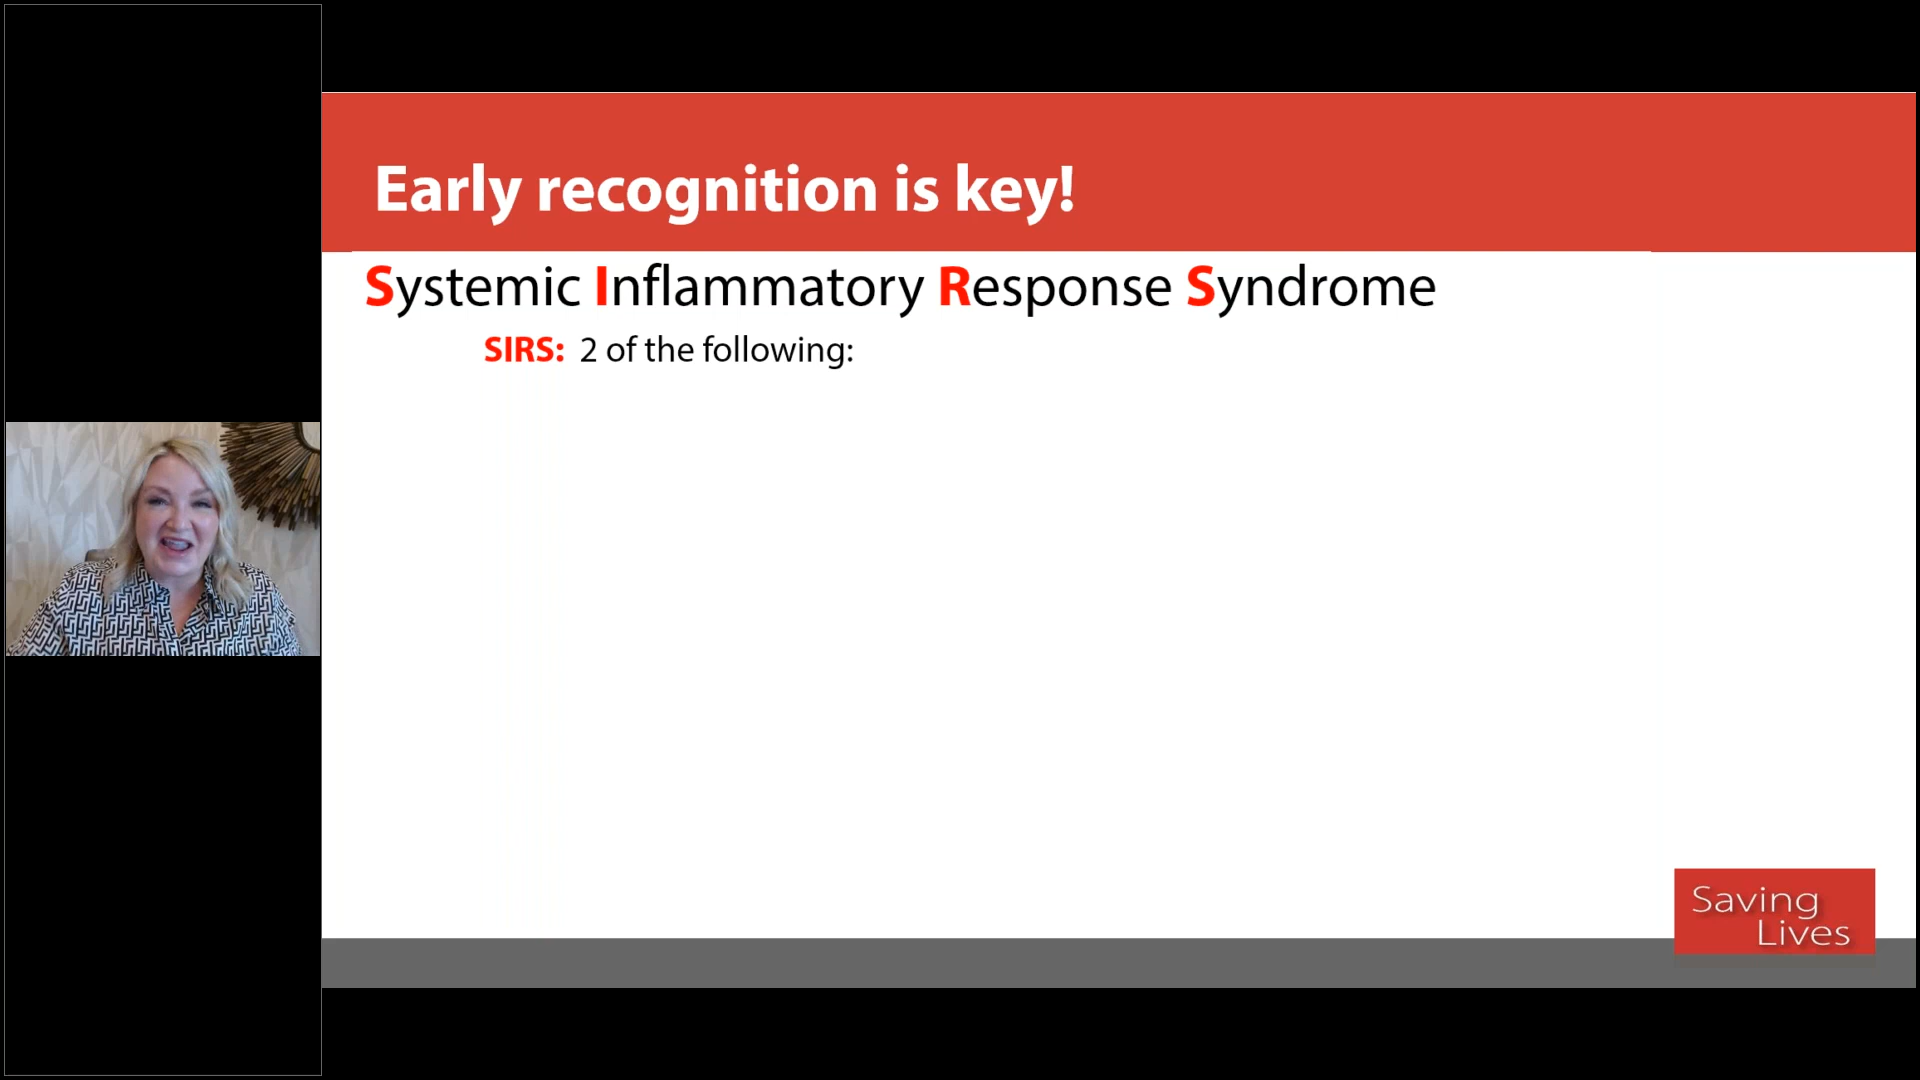 Early recognition is key!
Systemic Inflammatory Response Syndrome
SIRS: 2 of the following:
Saving
Lives